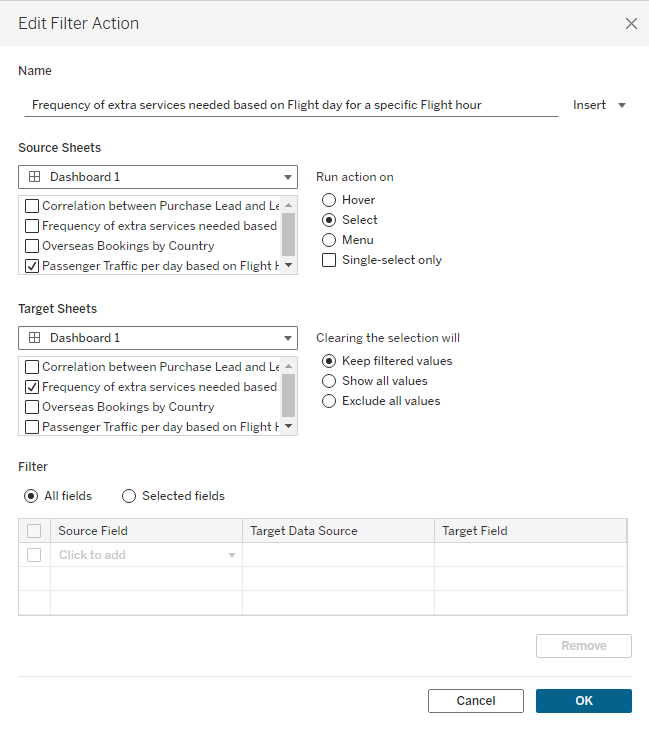 Edit Filter Action
Name
Frequency of extra services needed based on Flight day for a specific Flight hour
Insert
Source Sheets
Dashboard 1
Run action on
Correlation between Purchase Lead and Le
Frequency of extra services needed based
Overseas Bookings by Country
Passenger Traffic per day based on Flight H
Hover
Select
Menu
Single-select only
Target Sheets
Dashboard 1
Clearing the selection will
Correlation between Purchase Lead and Le
Frequency of extra services needed based
Overseas Bookings by Country
Passenger Traffic per day based on Flight H
Keep filtered values
Show all values
Exclude all values
Filter
All fields
Selected fields
Source Field
Target Data Source
Target Field
Click to add
Remove
Cancel
OK